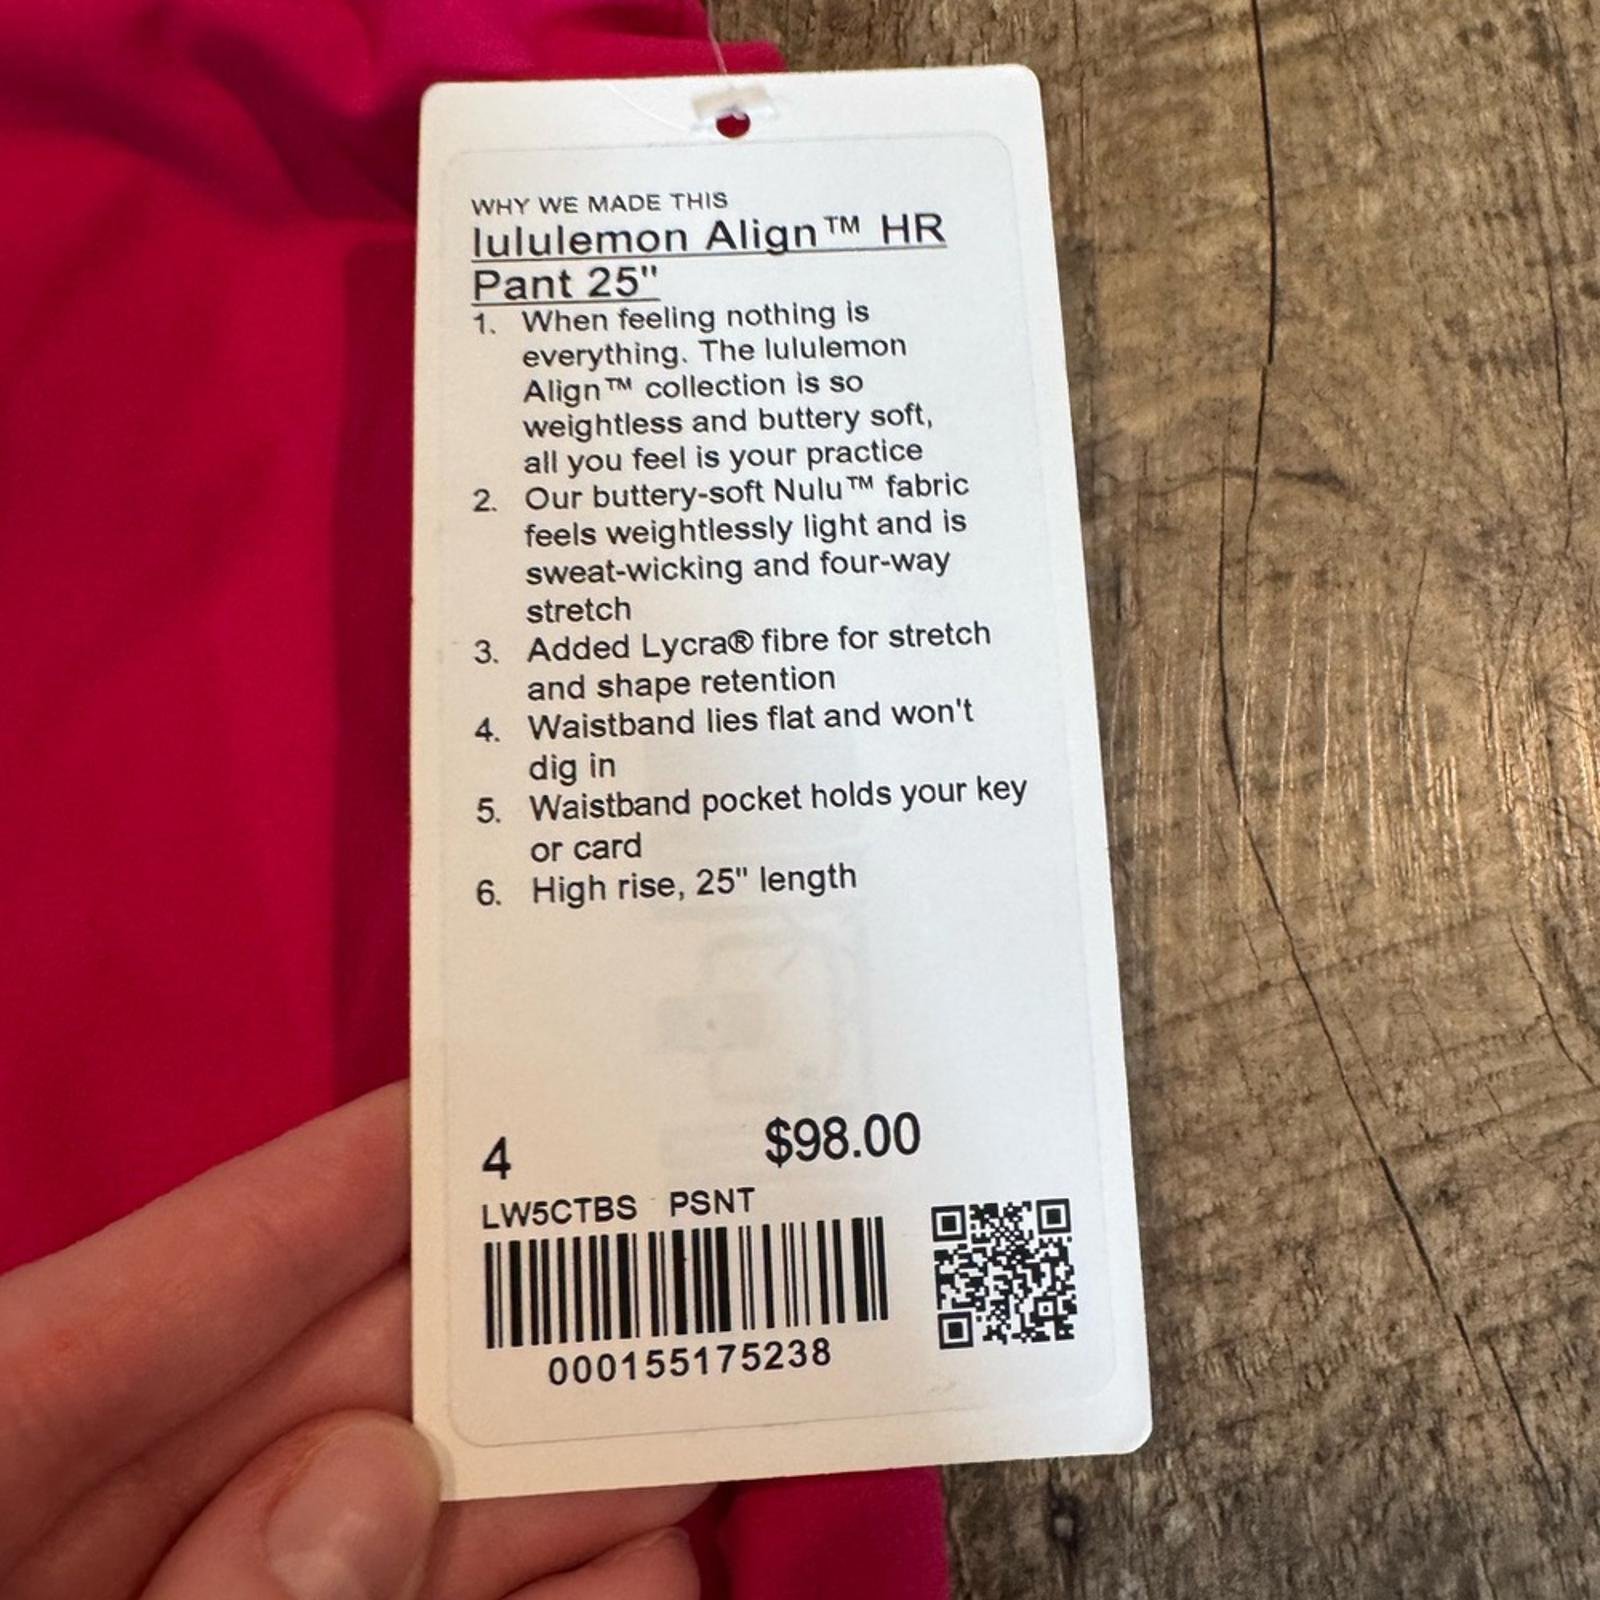 WHY WE MADE THIS
lululemon Align™ HR
Pant 25"
1. When feeling nothing is
everything. The lululemon
Align™ collection is so
weightless and buttery soft,
all you feel is your practice
2. Our buttery-soft Nulu™ fabric
feels weightlessly light and is
sweat-wicking and four-way
stretch
3. Added Lycra® fibre for stretch
and shape retention
4. Waistband lies flat and won't
dig in
5. Waistband pocket holds your key
or card
6. High rise, 25" length
4 $98.00
LW5CTBS PSNT
000155175238